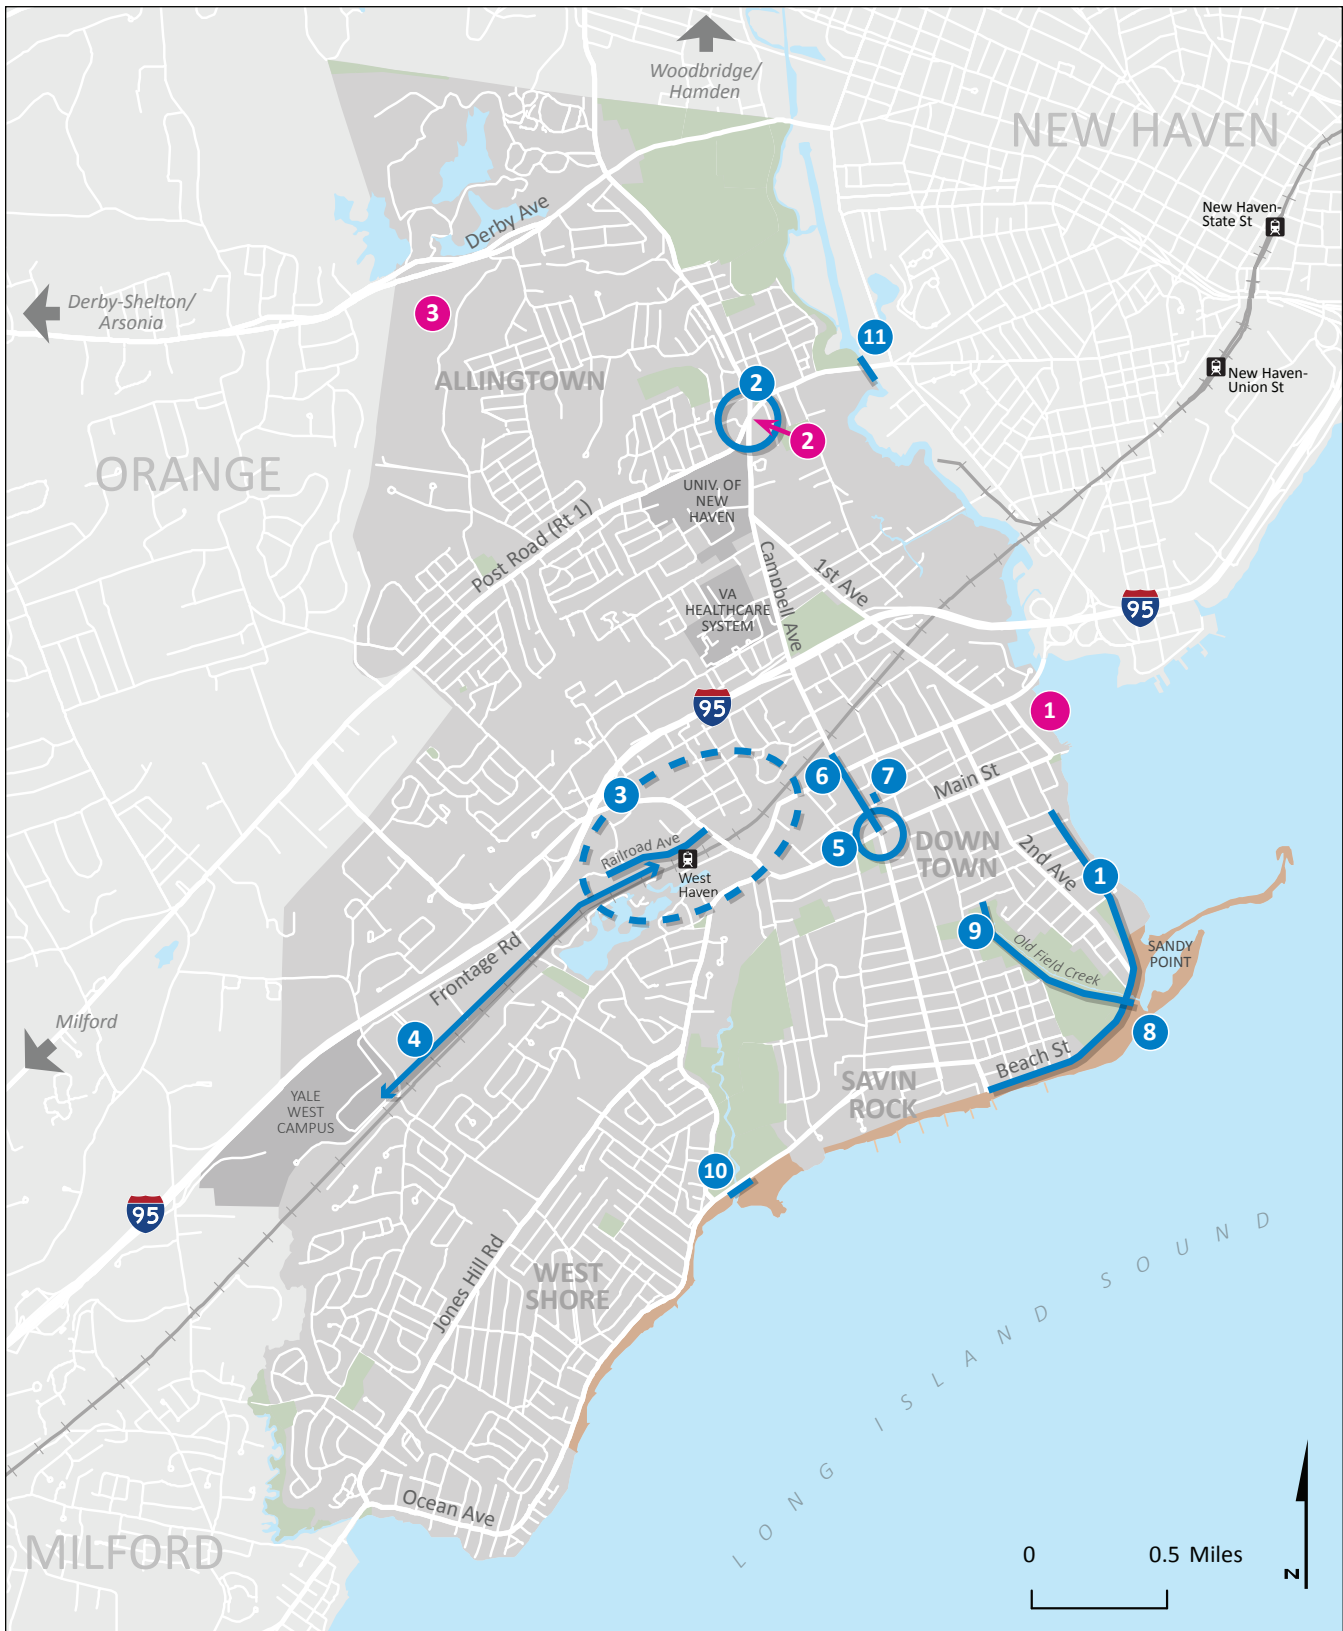 Woodbridge/
Hamden
NEW HAVEN
New Haven-
State St
Derby Ave
Derby-Shelton/
Arsonia
3
11
New Haven-
Union St
ALLINGTOWN
2
2
ORANGE
UNIV. OF
NEW
HAVEN
Post Road (Rt 1)
Campbell Ave
1st Ave
VA
HEALTHCARE
SYSTEM
95
95
1
3
6
7
Main St
Railroad Ave
5
DOWN
TOWN
2nd Ave
West
Haven
1
9
Old Field Creek
SANDY
POINT
Frontage Rd
Milford
4
8
Beach St
SAVIN
ROCK
YALE
WEST
CAMPUS
10
95
Jones Hill Rd
WEST
SHORE
LONG ISLAND SOUND
Ocean Ave
MILFORD
0 0.5 Miles
N